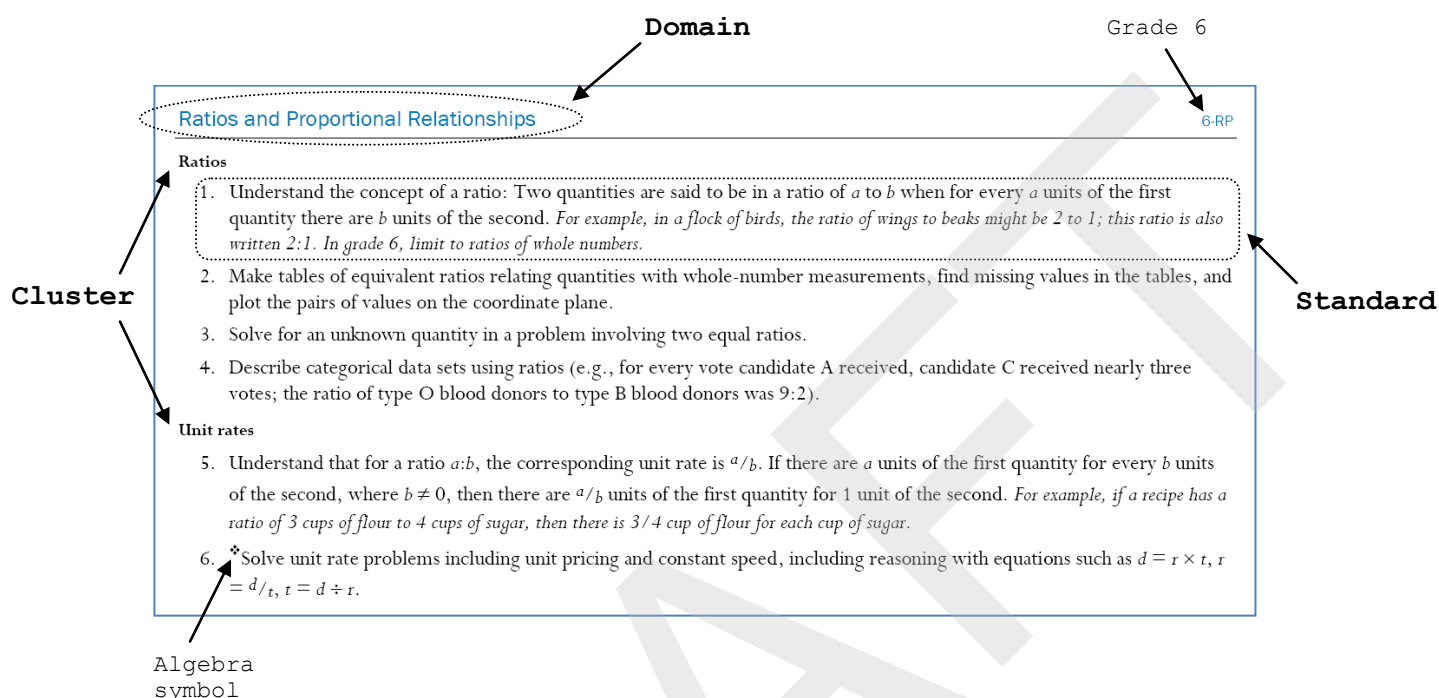 Domain
Grade 6
Ratios and Proportional Relationships
6-RP
Ratios
1. Understand the concept of a ratio: Two quantities are said to be in a ratio of a to b when for every a units of the first
quantity there are b units of the second. For example, in a flock of birds, the ratio of wings to beaks might be 2 to 1; this ratio is also
written 2:1. In grade 6, limit to ratios of whole numbers.
2. Make tables of equivalent ratios relating quantities with whole-number measurements, find missing values in the tables, and
plot the pairs of values on the coordinate plane.
Cluster
Standard
3. Solve for an unknown quantity in a problem involving two equal ratios.
4. Describe categorical data sets using ratios (e.g., for every vote candidate A received, candidate C received nearly three
votes; the ratio of type O blood donors to type B blood donors was 9:2).
Unit rates
5. Understand that for a ratio a:b, the corresponding unit rate is a/b. If there are a units of the first quantity for every b units
of the second, where b ≠ 0, then there are a/b units of the first quantity for 1 unit of the second. For example, if a recipe has a
ratio of 3 cups of flour to 4 cups of sugar, then there is 3/4 cup of flour for each cup of sugar.
6. ❖Solve unit rate problems including unit pricing and constant speed, including reasoning with equations such as d = r × t, r
= d/t, t = d ÷ r.
Algebra
symbol